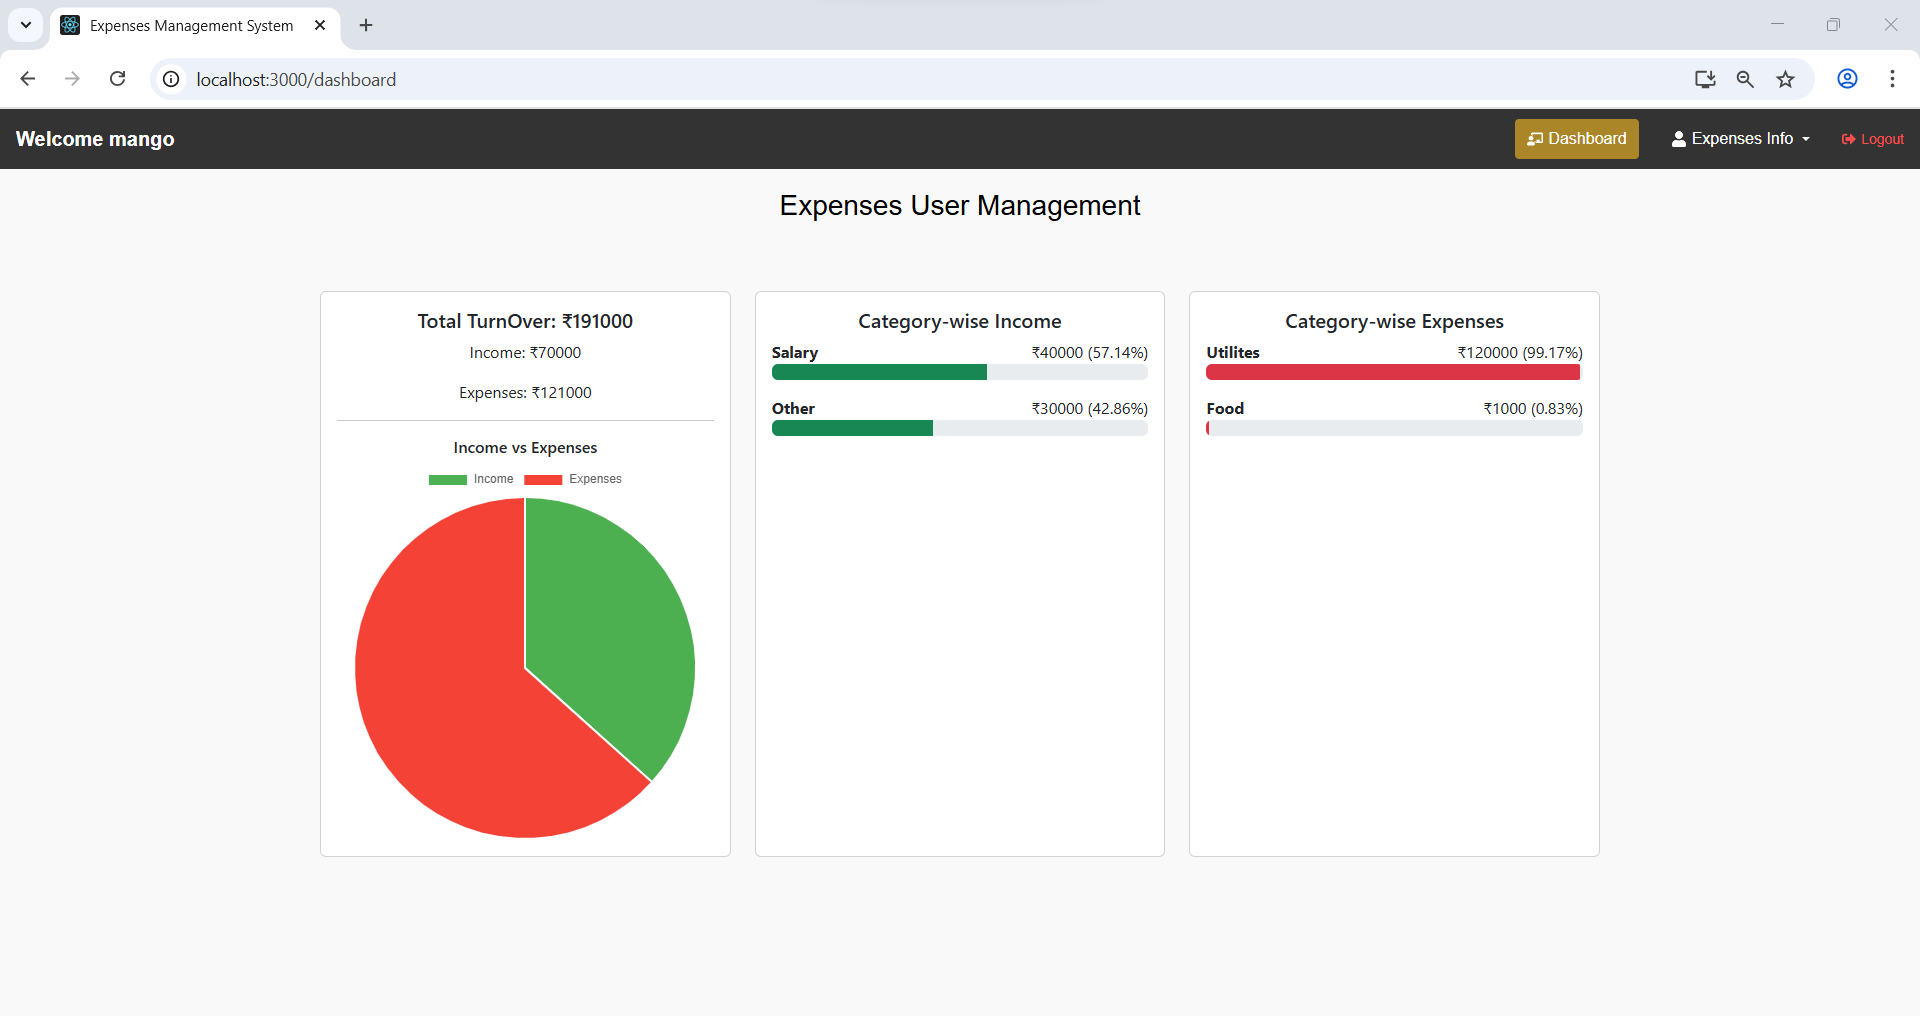 Expenses Management System
localhost:3000/dashboard
Welcome mango
Dashboard
Expenses Info
Logout
Expenses User Management
Total TurnOver: ₹191000
Income: ₹70000
Expenses: ₹121000
Income vs Expenses
Income Expenses
Category-wise Income
Salary ₹40000 (57.14%)
Other ₹30000 (42.86%)
Category-wise Expenses
Utilites ₹120000 (99.17%)
Food ₹1000 (0.83%)